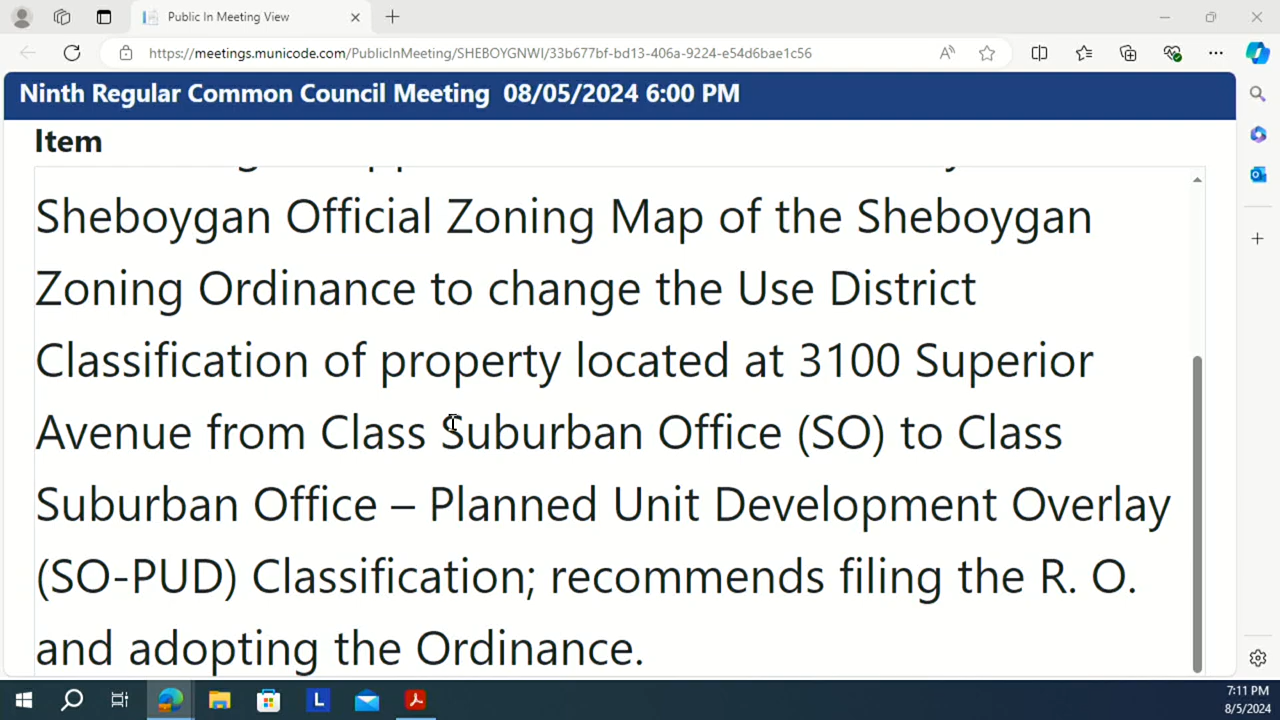 Public In Meeting View
https://meetings.municode.com/PublicInMeeting/SHEBOYGNWI/33b677bf-bd13-406a-9224-e54d6bae1c56
Ninth Regular Common Council Meeting 08/05/2024 6:00 PM
Item
Sheboygan Official Zoning Map of the Sheboygan
Zoning Ordinance to change the Use District
Classification of property located at 3100 Superior
Avenue from Class Suburban Office (SO) to Class
Suburban Office – Planned Unit Development Overlay
(SO-PUD) Classification; recommends filing the R. O.
and adopting the Ordinance.
L
7:11 PM
8/5/2024